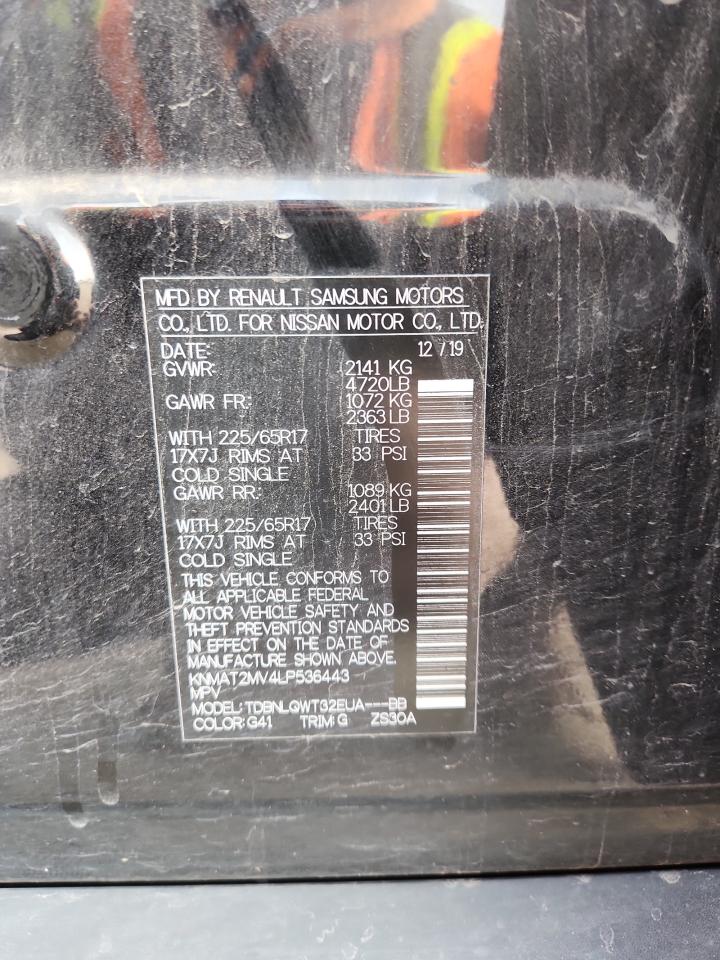 MFD BY RENAULT SAMSUNG MOTORS
CO., LTD. FOR NISSAN MOTOR CO., LTD.
DATE: 12 / 19
GVWR: 2141 KG
4720LB
GAWR FR: 1072 KG
2363 LB
WITH 225/65R17 TIRES
17X7J RIMS AT 33 PSI
COLD SINGLE
GAWR RR: 1089 KG
2401 LB
WITH 225/65R17 TIRES
17X7J RIMS AT 33 PSI
COLD SINGLE
THIS VEHICLE CONFORMS TO
ALL APPLICABLE FEDERAL
MOTOR VEHICLE SAFETY AND
THEFT PREVENTION STANDARDS
IN EFFECT ON THE DATE OF
MANUFACTURE SHOWN ABOVE.
KNMAT2MV4LP536443
MPV
MODEL: TDBNLQWT32EUA---BB
COLOR: G41 TRIM: G ZS30A